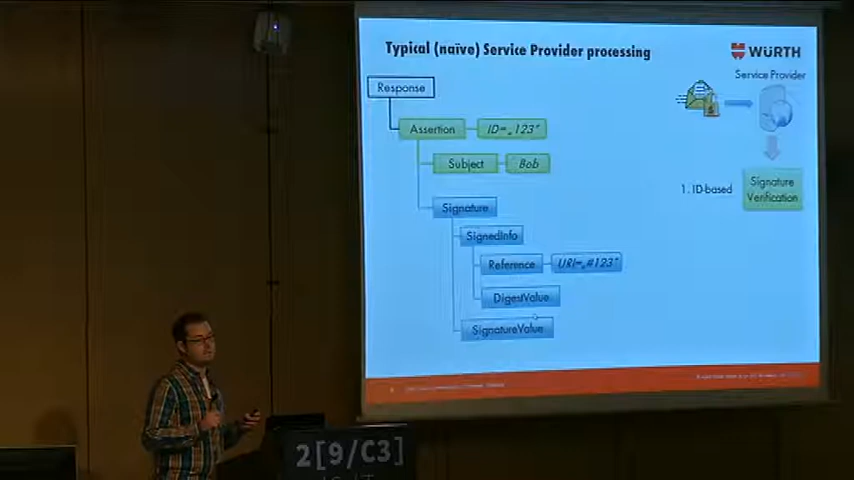 Typical (naïve) Service Provider processing
WÜRTH
Service Provider
Response
Assertion
ID=„123"
Subject
Bob
1. ID-based
Signature
Verification
Signature
SignedInfo
Reference
URI=„#123"
DigestValue
SignatureValue
2[9/C3]